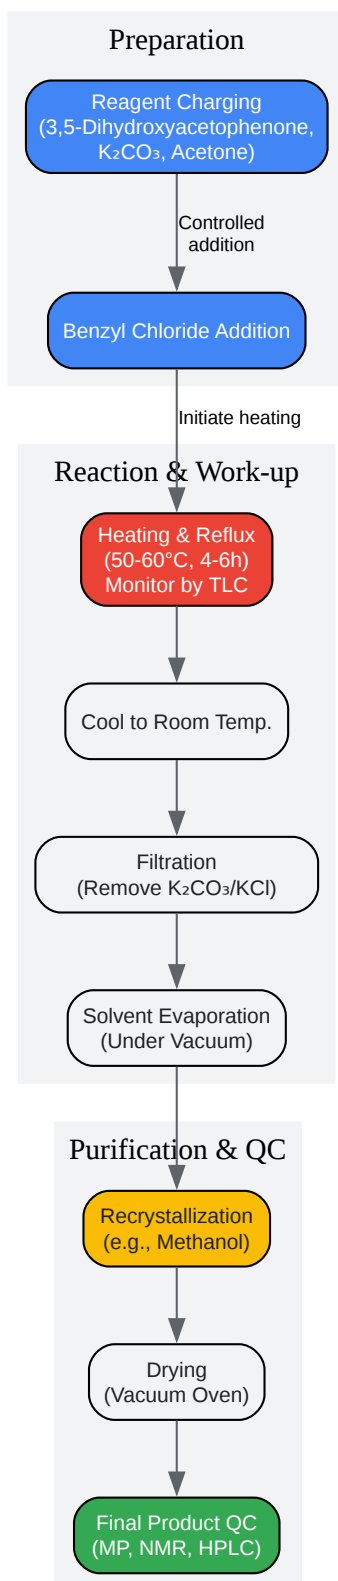 Preparation
Reagent Charging
(3,5-Dihydroxyacetophenone,
K₂CO₃, Acetone)
Controlled
addition
Benzyl Chloride Addition
Initiate heating
Reaction & Work-up
Heating & Reflux
(50-60°C, 4-6h)
Monitor by TLC
Cool to Room Temp.
Filtration
(Remove K₂CO₃/KCl)
Solvent Evaporation
(Under Vacuum)
Purification & QC
Recrystallization
(e.g., Methanol)
Drying
(Vacuum Oven)
Final Product QC
(MP, NMR, HPLC)